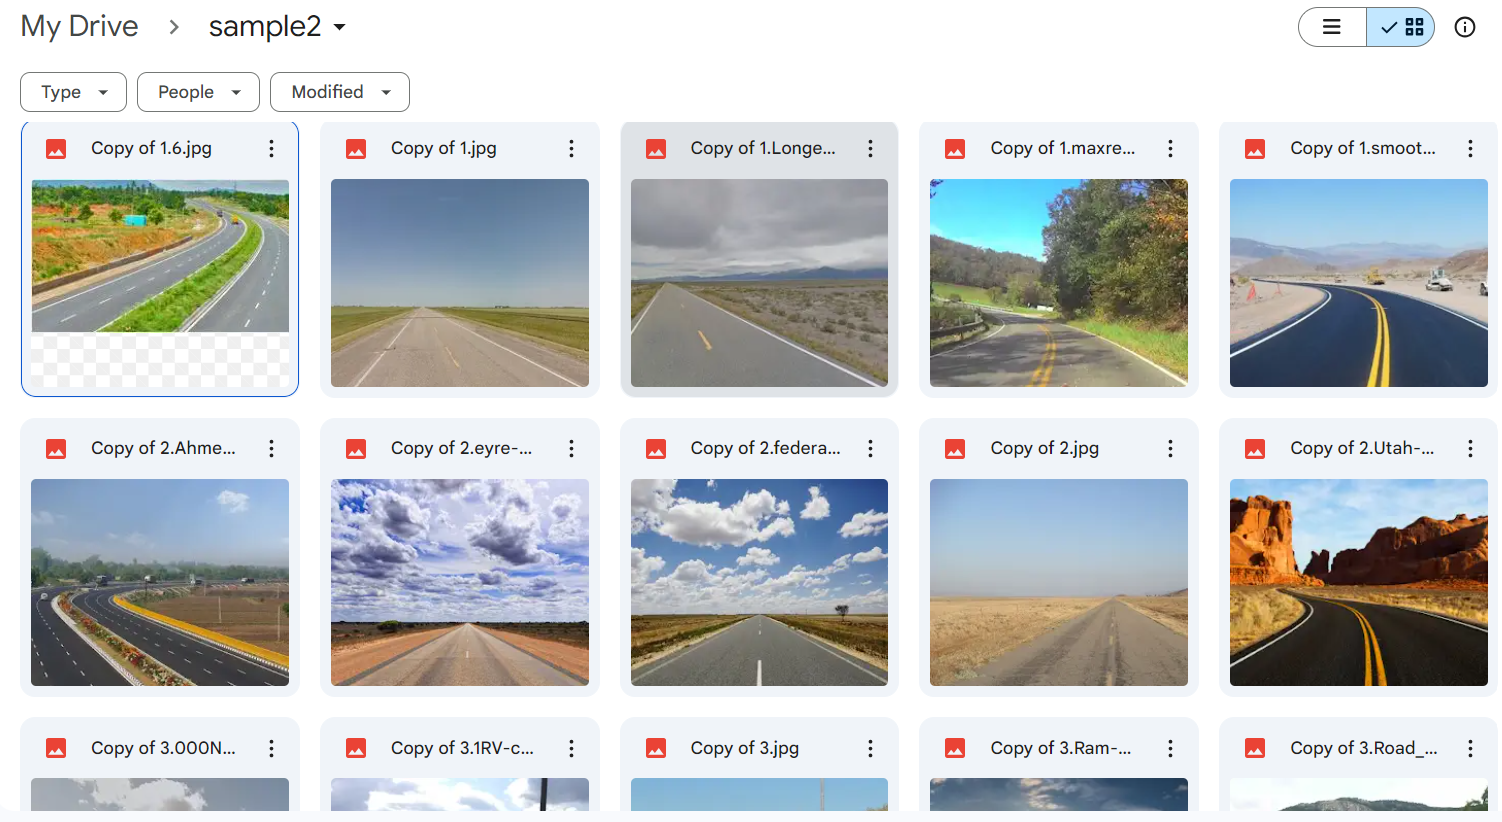 My Drive > sample2
Type
People
Modified
Copy of 1.6.jpg
Copy of 1.jpg
Copy of 1.Longe...
Copy of 1.maxre...
Copy of 1.smoot...
Copy of 2.Ahme...
Copy of 2.eyre-...
Copy of 2.federa...
Copy of 2.jpg
Copy of 2.Utah-...
Copy of 3.000N...
Copy of 3.1RV-c...
Copy of 3.jpg
Copy of 3.Ram-...
Copy of 3.Road_...